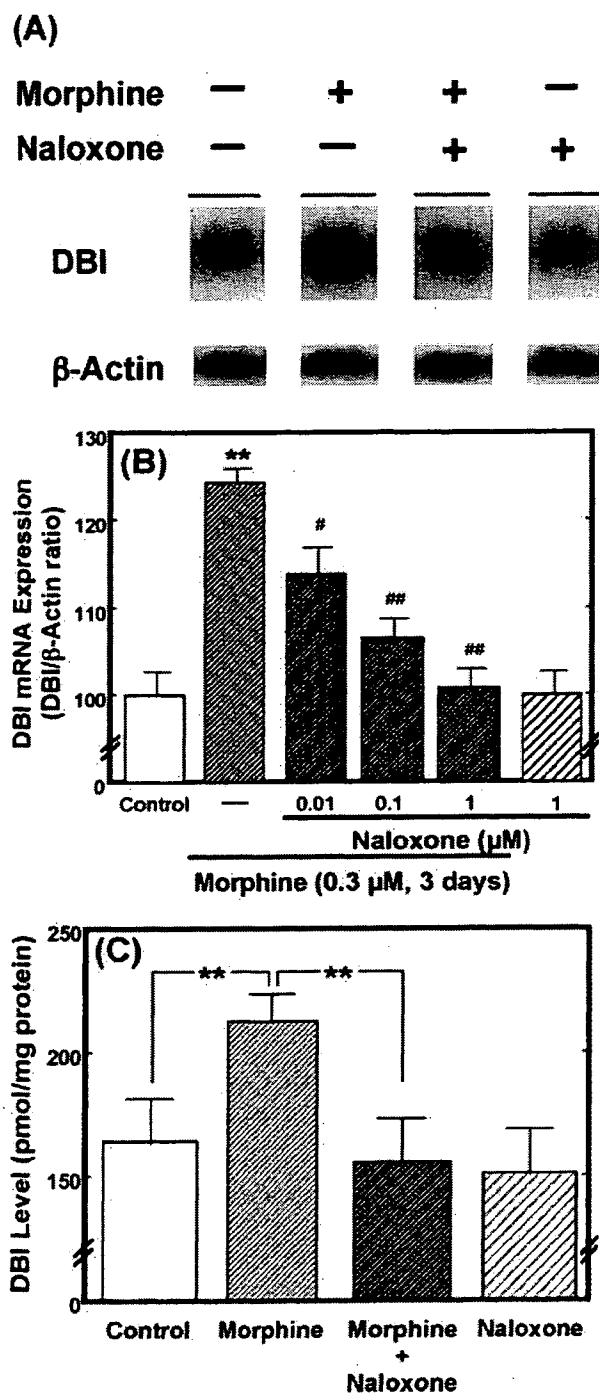 (A)
Morphine — + + —
Naloxone — — + +
DBI
β-Actin
(B)
DBI mRNA Expression
(DBI/β-Actin ratio)
130
120
110
100
0
**
#
##
##
Control — 0.01 0.1 1 1
Naloxone (μM)
Morphine (0.3 μM, 3 days)
(C)
DBI Level (pmol/mg protein)
250
200
150
0
** **
Control Morphine Morphine + Naloxone Naloxone